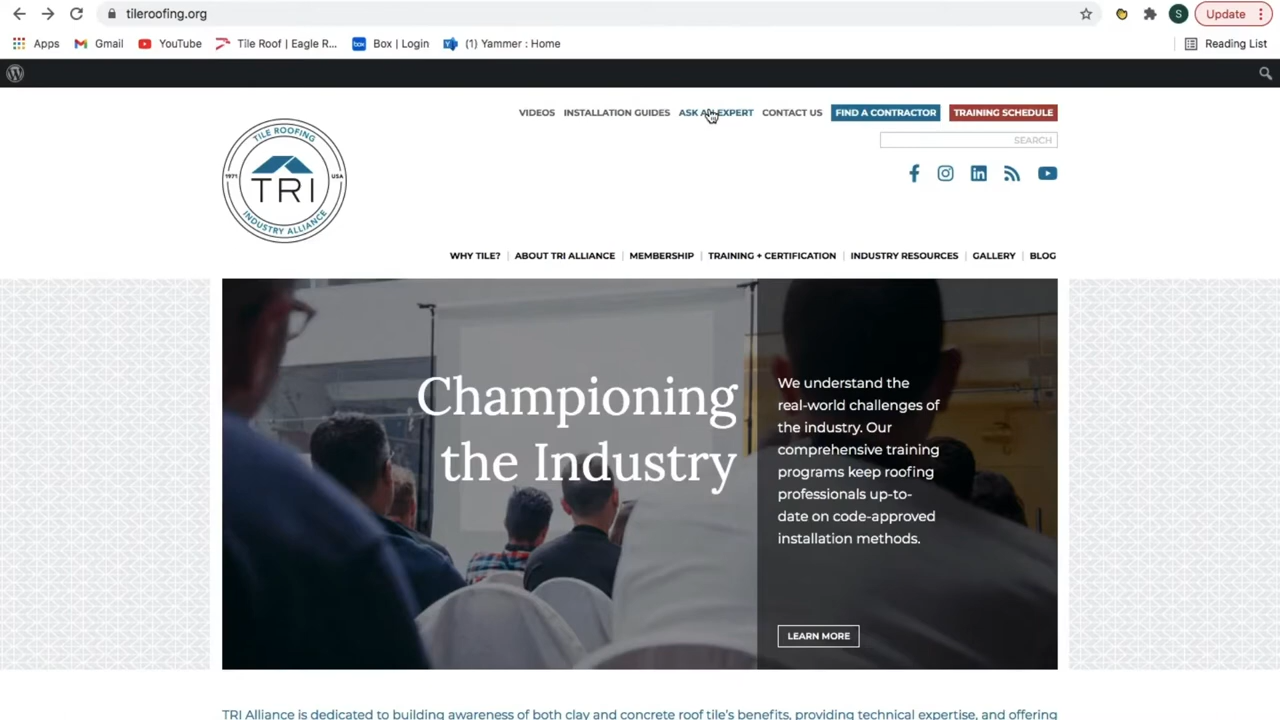 tileroofing.org
S
Update
Apps
Gmail
YouTube
Tile Roof | Eagle R...
box
Box | Login
(1) Yammer : Home
Reading List
VIDEOS
INSTALLATION GUIDES
ASK AN EXPERT
CONTACT US
FIND A CONTRACTOR
TRAINING SCHEDULE
SEARCH
TILE ROOFING
1971
TRI
USA
INDUSTRY ALLIANCE
WHY TILE?
ABOUT TRI ALLIANCE
MEMBERSHIP
TRAINING + CERTIFICATION
INDUSTRY RESOURCES
GALLERY
BLOG
Championing
the Industry
We understand the
real-world challenges of
the industry. Our
comprehensive training
programs keep roofing
professionals up-to-
date on code-approved
installation methods.
LEARN MORE
TRI Alliance is dedicated to building awareness of both clay and concrete roof tile's benefits, providing technical expertise, and offering